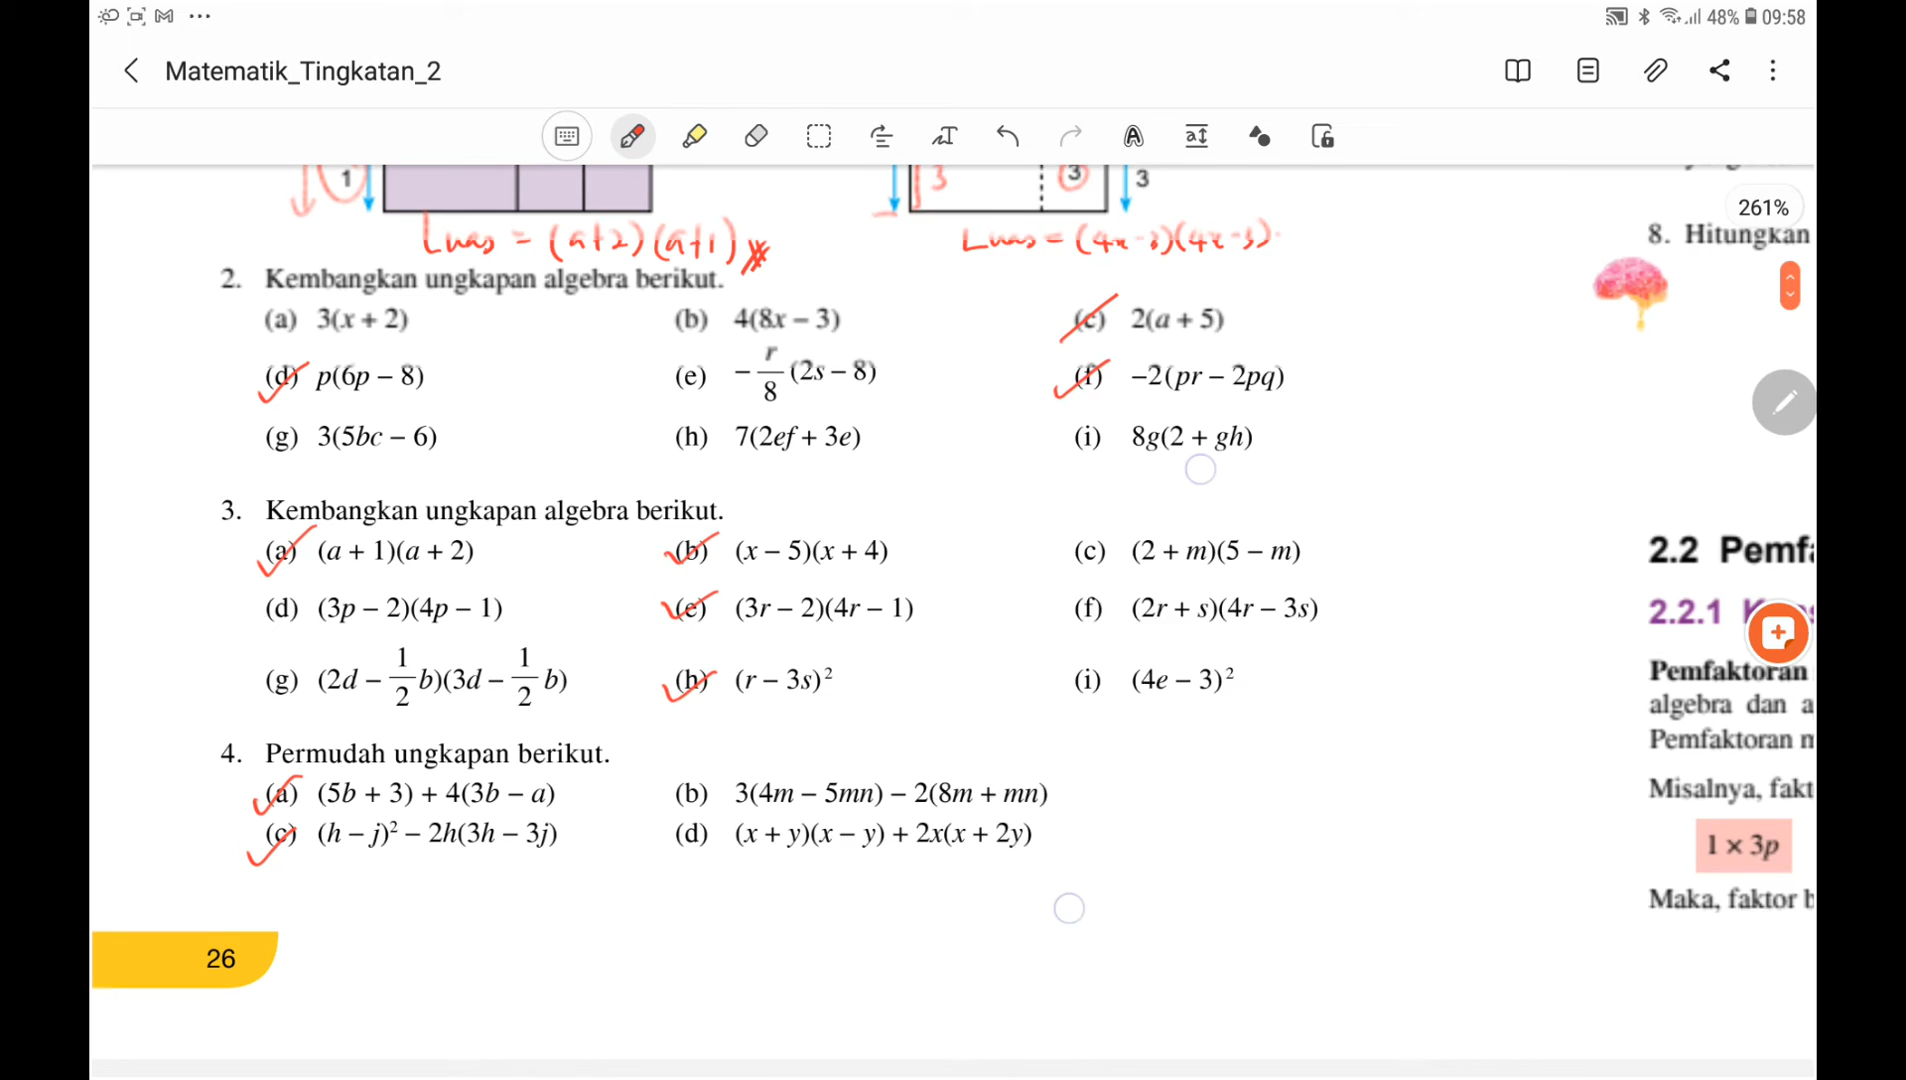 48% 09:58
Matematik_Tingkatan_2
261%
1
3
3
3
Luas = (a+2)(a+1)
Luas = (4x-3)(4x-3)
8. Hitungkan
2. Kembangkan ungkapan algebra berikut.
(a) 3(x + 2) (b) 4(8x – 3) (c) 2(a + 5)
(d) p(6p – 8) (e) –r/8(2s – 8) (f) –2(pr – 2pq)
(g) 3(5bc – 6) (h) 7(2ef + 3e) (i) 8g(2 + gh)
3. Kembangkan ungkapan algebra berikut.
(a) (a + 1)(a + 2) (b) (x – 5)(x + 4) (c) (2 + m)(5 – m)
(d) (3p – 2)(4p – 1) (e) (3r – 2)(4r – 1) (f) (2r + s)(4r – 3s)
(g) (2d – 1/2 b)(3d – 1/2 b) (h) (r – 3s)² (i) (4e – 3)²
4. Permudah ungkapan berikut.
(a) (5b + 3) + 4(3b – a) (b) 3(4m – 5mn) – 2(8m + mn)
(c) (h – j)² – 2h(3h – 3j) (d) (x + y)(x – y) + 2x(x + 2y)
26
2.2 Pemfa
2.2.1
Pemfaktoran
algebra dan a
Pemfaktoran m
Misalnya, fakt
1 × 3p
Maka, faktor b